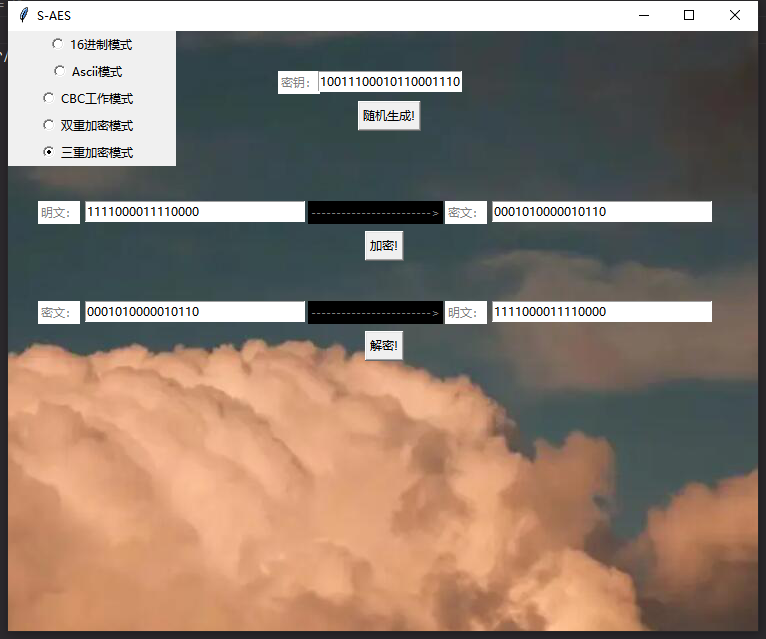 S-AES
16进制模式
Ascii模式
CBC工作模式
双重加密模式
三重加密模式
密钥: 10011100010110001110
随机生成!
明文: 1111000011110000 ----------------------> 密文: 0001010000010110
加密!
密文: 0001010000010110 ----------------------> 明文: 1111000011110000
解密!